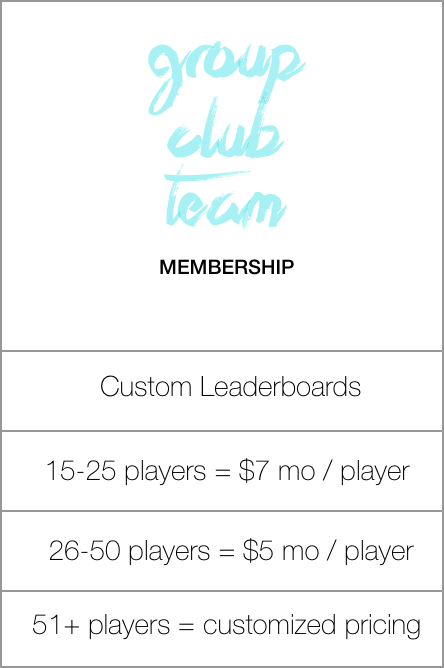 group
club
team
MEMBERSHIP
Custom Leaderboards
15-25 players = $7 mo / player
26-50 players = $5 mo / player
51+ players = customized pricing